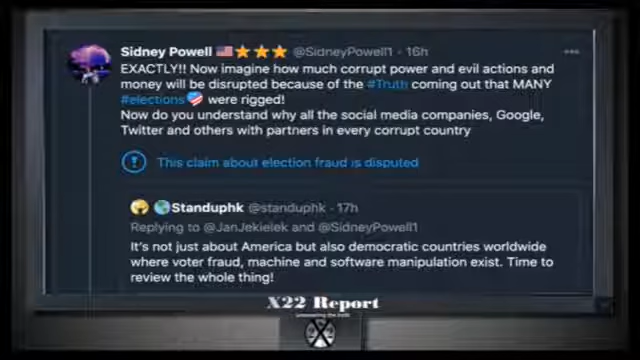 Sidney Powell @SidneyPowell1 · 16h
EXACTLY!! Now imagine how much corrupt power and evil actions and
money will be disrupted because of the #Truth coming out that MANY
#elections were rigged!
Now do you understand why all the social media companies, Google,
Twitter and others with partners in every corrupt country
This claim about election fraud is disputed
Standuphk @standuphk · 17h
Replying to @JanJekielek and @SidneyPowell1
It's not just about America but also democratic countries worldwide
where voter fraud, machine and software manipulation exist. Time to
review the whole thing!
X22 Report